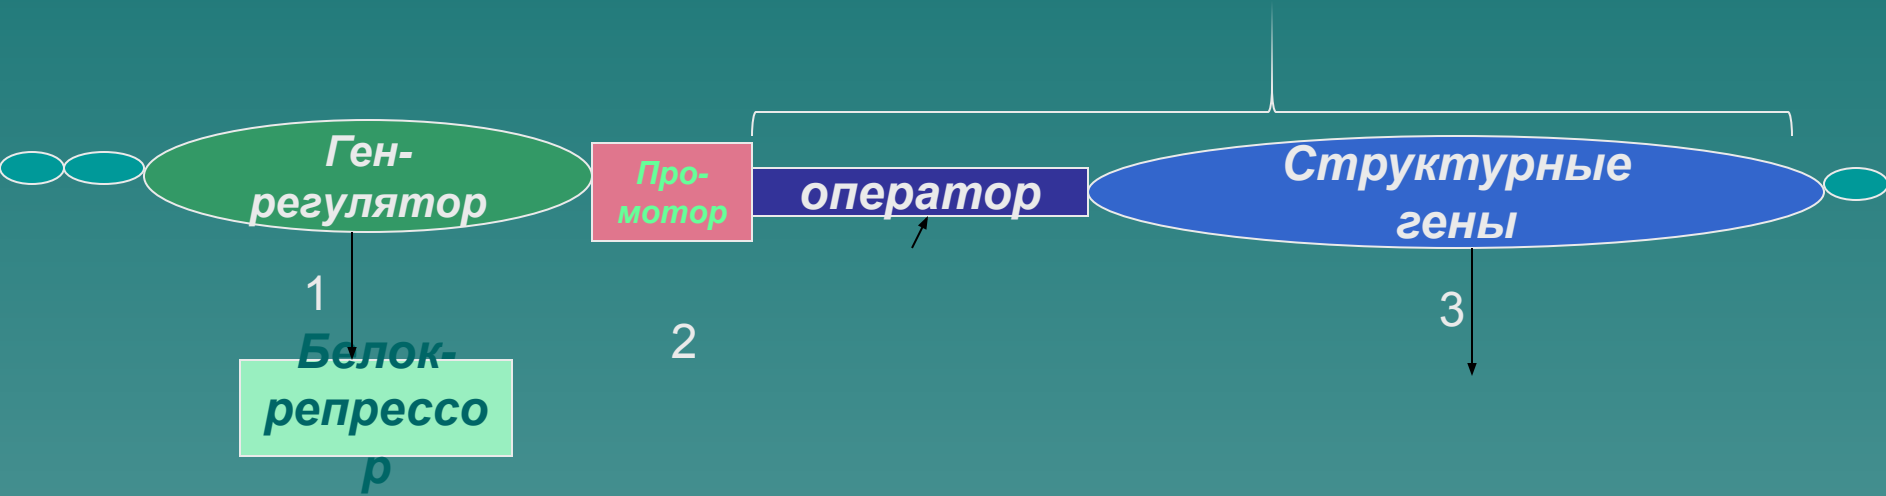 Ген-
регулятор
Про-
мотор
оператор
Структурные
гены
1
2
3
Белок-
репрессо
р